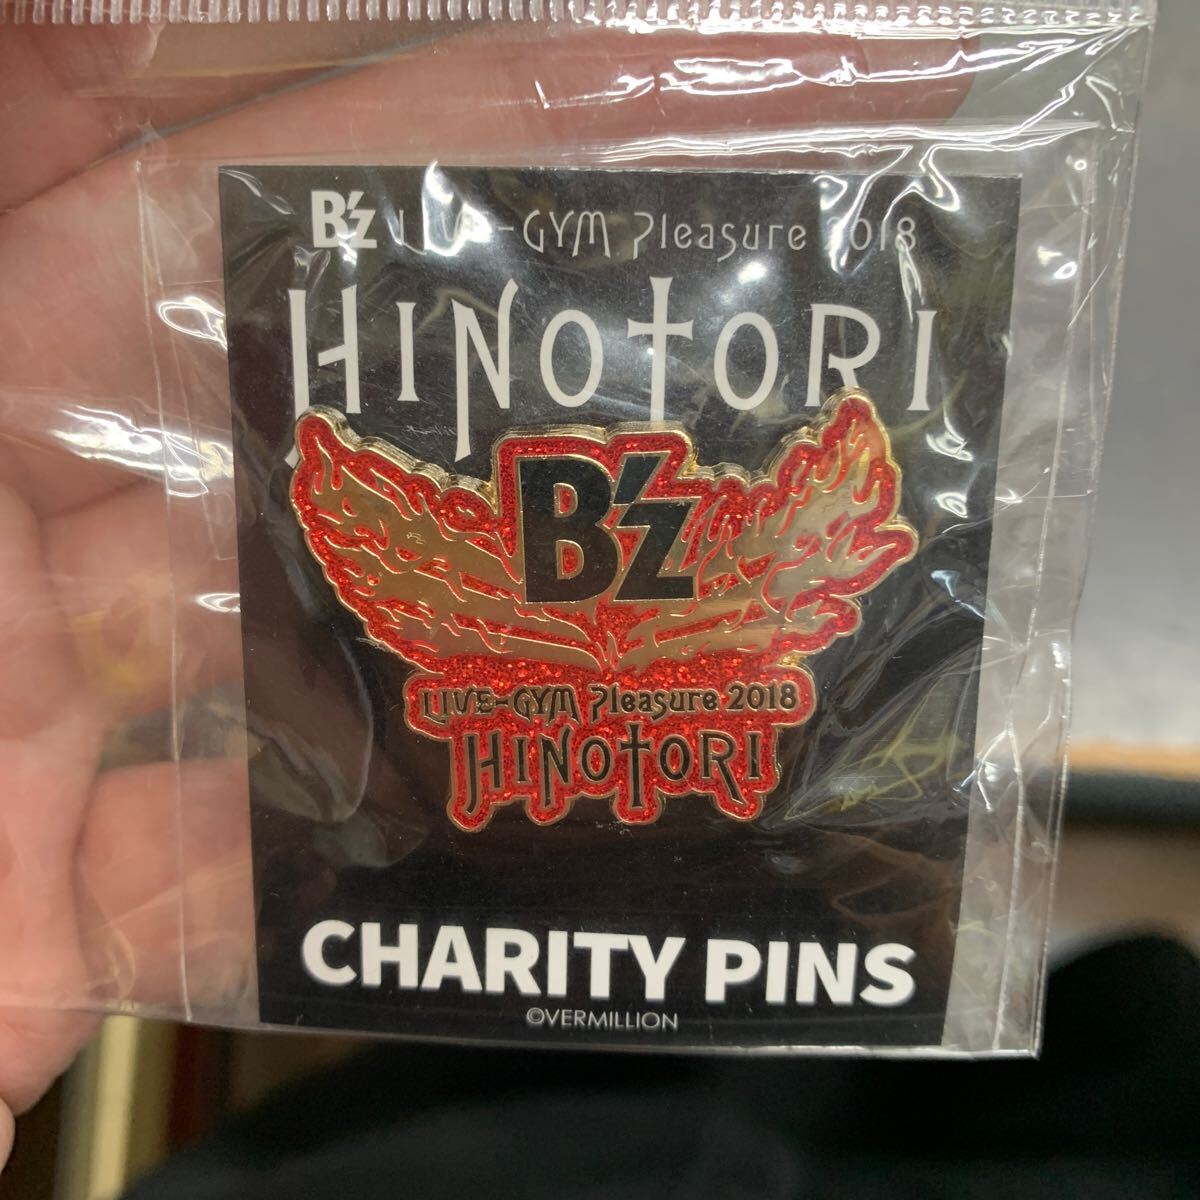 B'z LIVE-GYM Pleasure 2018
HINOTORI
B'z
LIVE-GYM Pleasure 2018
HINOTORI
CHARITY PINS
©VERMILLION